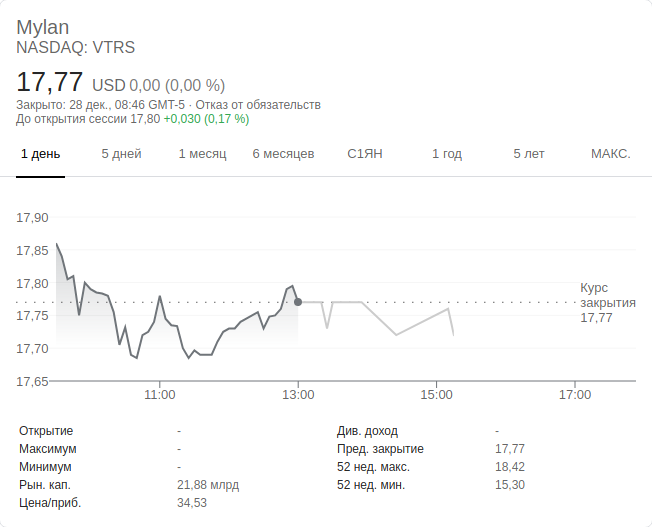 Mylan
NASDAQ: VTRS
17,77 USD 0,00 (0,00 %)
Закрыто: 28 дек., 08:46 GMT-5 · Отказ от обязательств
До открытия сессии 17,80 +0,030 (0,17 %)
1 день 5 дней 1 месяц 6 месяцев С1ЯН 1 год 5 лет МАКС.
17,90
17,85
17,80
17,75
17,70
17,65
Курс
закрытия
17,77
11:00 13:00 15:00 17:00
Открытие - Див. доход -
Максимум - Пред. закрытие 17,77
Минимум - 52 нед. макс. 18,42
Рын. кап. 21,88 млрд 52 нед. мин. 15,30
Цена/приб. 34,53